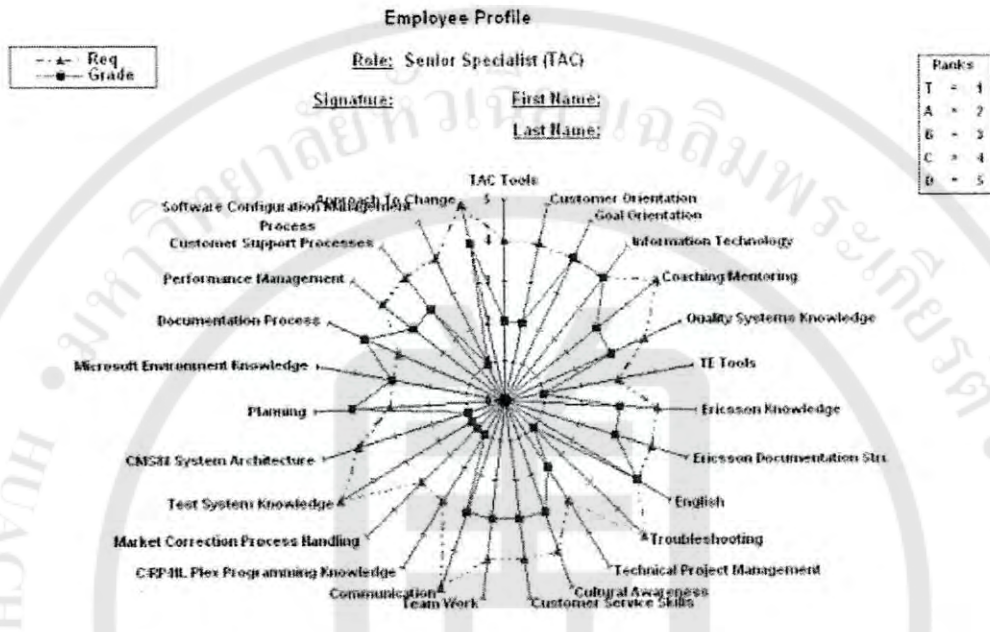 Employee Profile
Req
Grade
Role: Senior Specialist (TAC)
Signature:
First Name:
Last Name:
Ranks
T = 1
A = 2
B = 3
C = 4
D = 5
TAC Tools
Customer Orientation
Goal Orientation
Information Technology
Coaching Mentoring
Quality Systems Knowledge
TE Tools
Ericsson Knowledge
Ericsson Documentation Stru
English
Troubleshooting
Technical Project Management
Cultural Awareness
Customer Service Skills
Team Work
Communication
Plex Programming Knowledge
Market Correction Process Handling
Test System Knowledge
System Architecture
Planning
Microsoft Environment Knowledge
Documentation Process
Performance Management
Customer Support Processes
Software Configuration Management
Process
Approach To Change
5
4